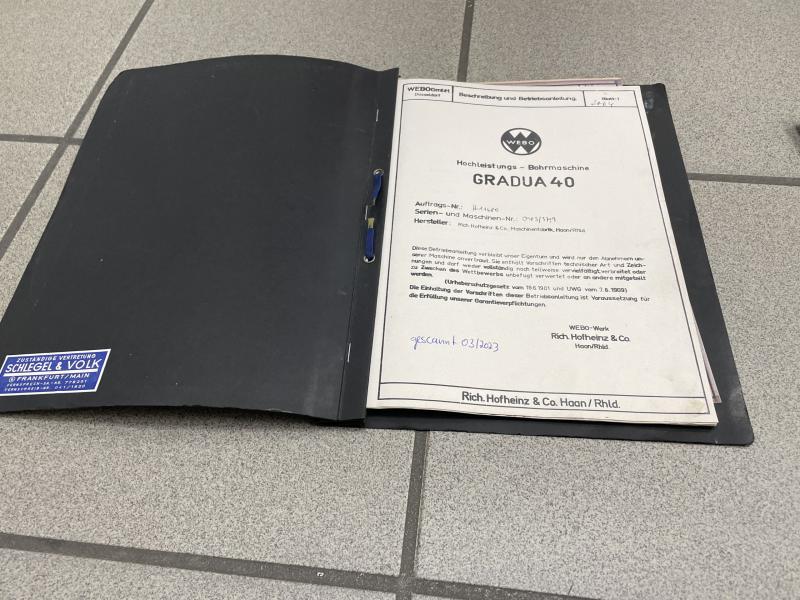 WEBO GmbH
Düsseldorf
Beschreibung und Betriebsanleitung
WEBO
Hochleistungs - Bohrmaschine
GRADUA 40
Auftrags-Nr.:
Serien- und Maschinen-Nr.:
Hersteller: Rich. Hofheinz & Co., Maschinenfabrik, Haan/Rhld.
Diese Betriebsanleitung verbleibt unser Eigentum und wird nur den Abnehmern un-
serer Maschine anvertraut. Sie enthält Vorschriften technischer Art und Zeich-
nungen und darf weder vollständig noch teilweise vervielfältigt, verbreitet oder
zu Zwecken des Wettbewerbs unbefugt verwertet oder an andere mitgeteilt
werden.
(Urheberschutzgesetz vom 19.6.1901 und UWG vom 7.6.1909)
Die Einhaltung der Vorschriften dieser Betriebsanleitung ist Voraussetzung für
die Erfüllung unserer Garantieverpflichtungen.
WEBO-Werk
Rich. Hofheinz & Co.
Haan/Rhld.
gescannt 03/2023
Rich. Hofheinz & Co. Haan / Rhld.
ZUSTÄNDIGE VERTRETUNG
SCHLEGEL & VOLK
FRANKFURT/MAIN